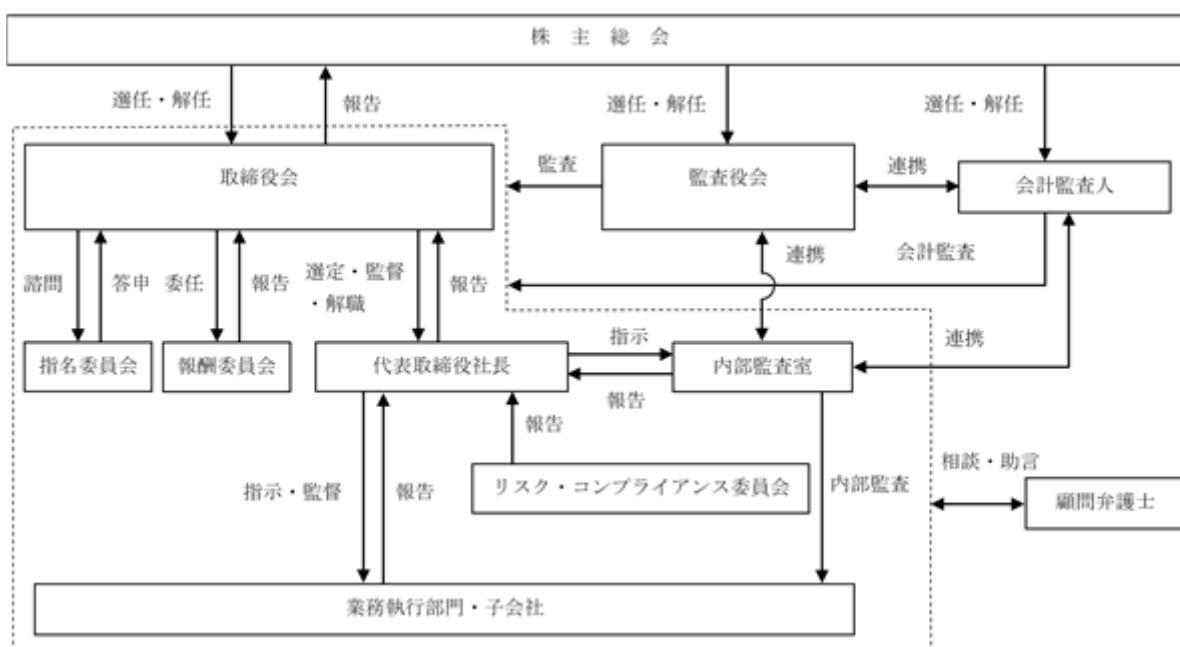 株 主 総 会
選任・解任
報告
選任・解任
選任・解任
取締役会
監査
監査役会
連携
会計監査人
諮問
答申
委任
報告
選定・監督
・解職
報告
連携
会計監査
指名委員会
報酬委員会
代表取締役社長
指示
報告
内部監査室
連携
報告
リスク・コンプライアンス委員会
指示・監督
報告
内部監査
相談・助言
顧問弁護士
業務執行部門・子会社